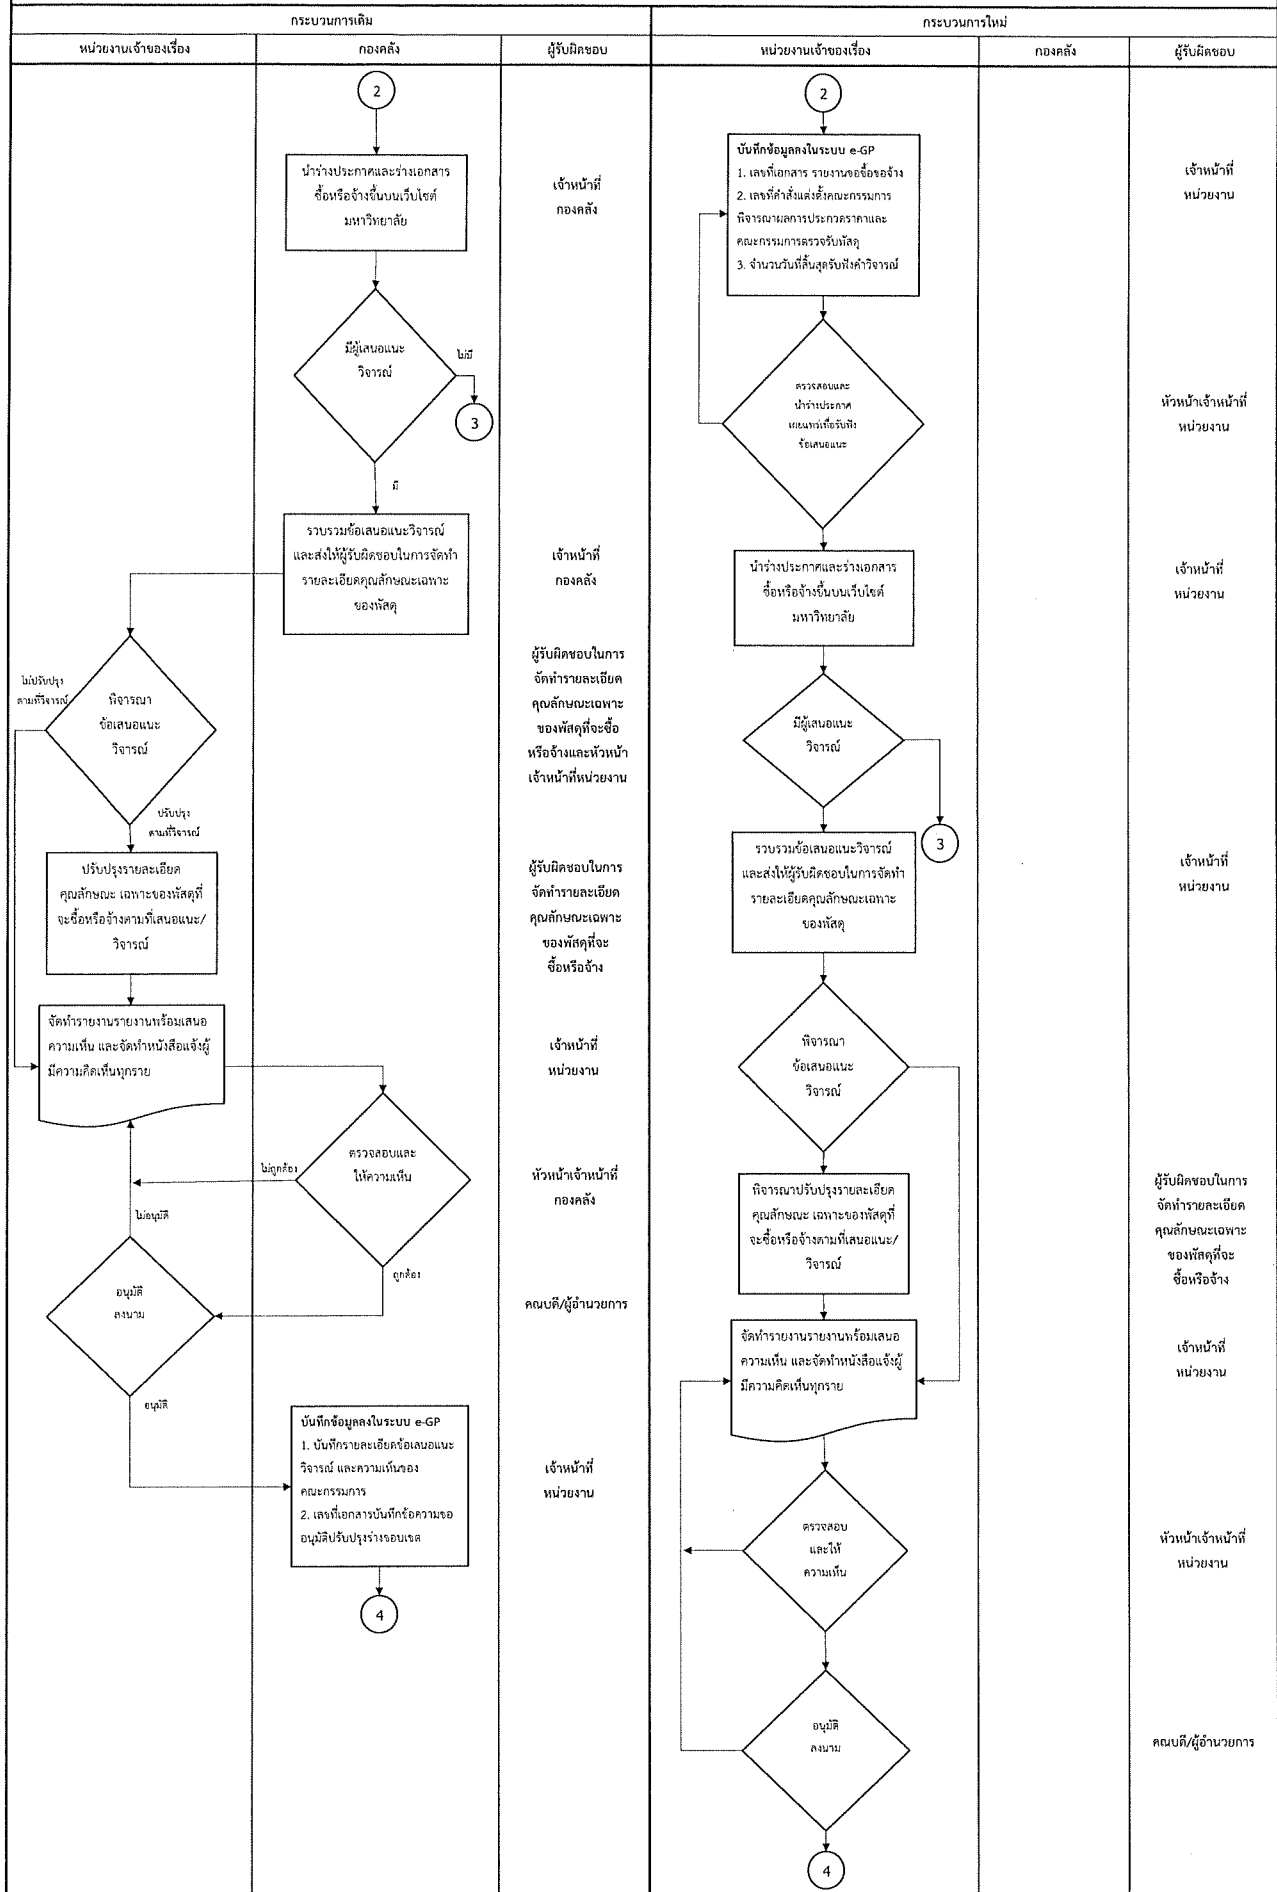 กระบวนการเดิม
หน่วยงานเจ้าของเรื่อง
กองคลัง
ผู้รับผิดชอบ
2
นำร่างประกาศและร่างเอกสาร
ซื้อหรือจ้างขึ้นบนเว็บไซต์
มหาวิทยาลัย
เจ้าหน้าที่
กองคลัง
มีผู้เสนอแนะ
วิจารณ์
ไม่มี
3
มี
รวบรวมข้อเสนอแนะวิจารณ์
และส่งให้ผู้รับผิดชอบในการจัดทำ
รายละเอียดคุณลักษณะเฉพาะ
ของพัสดุ
เจ้าหน้าที่
กองคลัง
ไม่ปรับปรุง
ตามที่วิจารณ์
พิจารณา
ข้อเสนอแนะ
วิจารณ์
ผู้รับผิดชอบในการ
จัดทำรายละเอียด
คุณลักษณะเฉพาะ
ของพัสดุที่จะซื้อ
หรือจ้างและหัวหน้า
เจ้าหน้าที่หน่วยงาน
ปรับปรุง
ตามที่วิจารณ์
ปรับปรุงรายละเอียด
คุณลักษณะ เฉพาะของพัสดุที่
จะซื้อหรือจ้างตามที่เสนอแนะ/
วิจารณ์
ผู้รับผิดชอบในการ
จัดทำรายละเอียด
คุณลักษณะเฉพาะ
ของพัสดุที่จะ
ซื้อหรือจ้าง
จัดทำรายงานรายงานพร้อมเสนอ
ความเห็น และจัดทำหนังสือแจ้งผู้
มีความคิดเห็นทุกราย
เจ้าหน้าที่
หน่วยงาน
ตรวจสอบและ
ให้ความเห็น
ไม่ถูกต้อง
หัวหน้าเจ้าหน้าที่
กองคลัง
ไม่อนุมัติ
ถูกต้อง
อนุมัติ
ลงนาม
คณบดี/ผู้อำนวยการ
อนุมัติ
บันทึกข้อมูลลงในระบบ e-GP
1. บันทึกรายละเอียดข้อเสนอแนะ
วิจารณ์ และความเห็นของ
คณะกรรมการ
2. เลขที่เอกสารบันทึกข้อความขอ
อนุมัติปรับปรุงร่างขอบเขต
เจ้าหน้าที่
หน่วยงาน
4
กระบวนการใหม่
หน่วยงานเจ้าของเรื่อง
กองคลัง
ผู้รับผิดชอบ
2
บันทึกข้อมูลลงในระบบ e-GP
1. เลขที่เอกสาร รายงานขอซื้อขอจ้าง
2. เลขที่คำสั่งแต่งตั้งคณะกรรมการ
พิจารณาผลการประกวดราคาและ
คณะกรรมการตรวจรับพัสดุ
3. จำนวนวันที่สิ้นสุดรับฟังคำวิจารณ์
เจ้าหน้าที่
หน่วยงาน
ตรวจสอบและ
นำร่างประกาศ
เผยแพร่เพื่อรับฟัง
ข้อเสนอแนะ
หัวหน้าเจ้าหน้าที่
หน่วยงาน
นำร่างประกาศและร่างเอกสาร
ซื้อหรือจ้างขึ้นบนเว็บไซต์
มหาวิทยาลัย
เจ้าหน้าที่
หน่วยงาน
มีผู้เสนอแนะ
วิจารณ์
3
รวบรวมข้อเสนอแนะวิจารณ์
และส่งให้ผู้รับผิดชอบในการจัดทำ
รายละเอียดคุณลักษณะเฉพาะ
ของพัสดุ
เจ้าหน้าที่
หน่วยงาน
พิจารณา
ข้อเสนอแนะ
วิจารณ์
พิจารณาปรับปรุงรายละเอียด
คุณลักษณะ เฉพาะของพัสดุที่
จะซื้อหรือจ้างตามที่เสนอแนะ/
วิจารณ์
ผู้รับผิดชอบในการ
จัดทำรายละเอียด
คุณลักษณะเฉพาะ
ของพัสดุที่จะ
ซื้อหรือจ้าง
จัดทำรายงานรายงานพร้อมเสนอ
ความเห็น และจัดทำหนังสือแจ้งผู้
มีความคิดเห็นทุกราย
เจ้าหน้าที่
หน่วยงาน
ตรวจสอบ
และให้
ความเห็น
หัวหน้าเจ้าหน้าที่
หน่วยงาน
อนุมัติ
ลงนาม
คณบดี/ผู้อำนวยการ
4